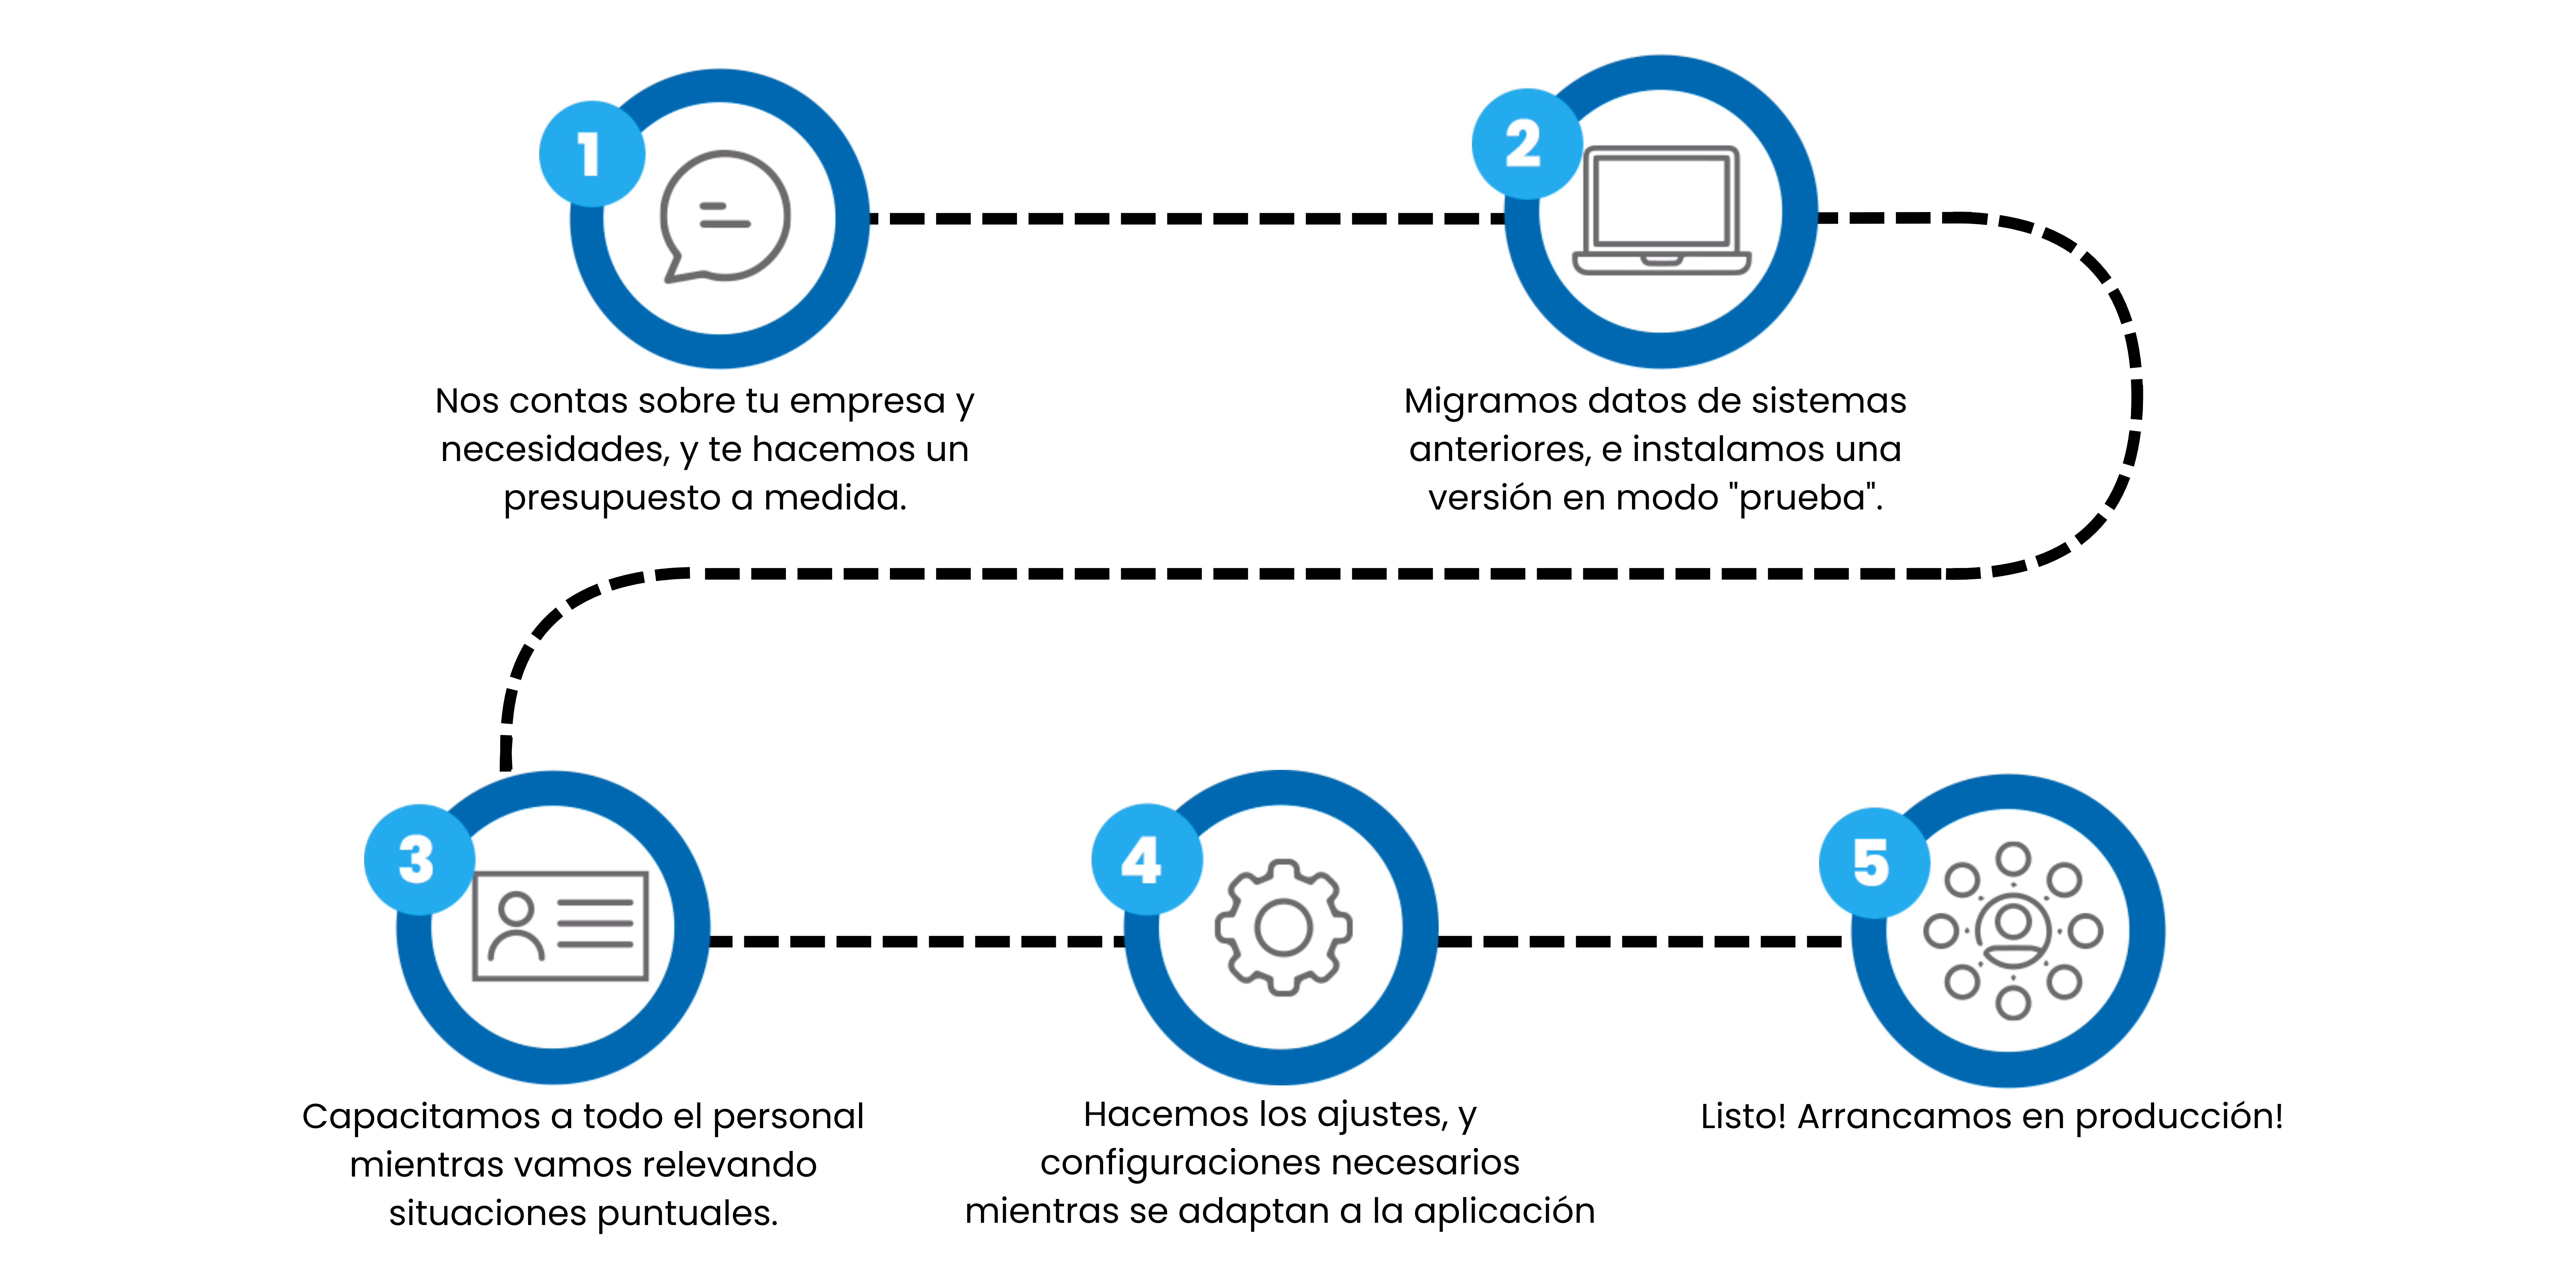 1
Nos contas sobre tu empresa y
necesidades, y te hacemos un
presupuesto a medida.
2
Migramos datos de sistemas
anteriores, e instalamos una
versión en modo "prueba".
3
Capacitamos a todo el personal
mientras vamos relevando
situaciones puntuales.
4
Hacemos los ajustes, y
configuraciones necesarios
mientras se adaptan a la aplicación
5
Listo! Arrancamos en producción!